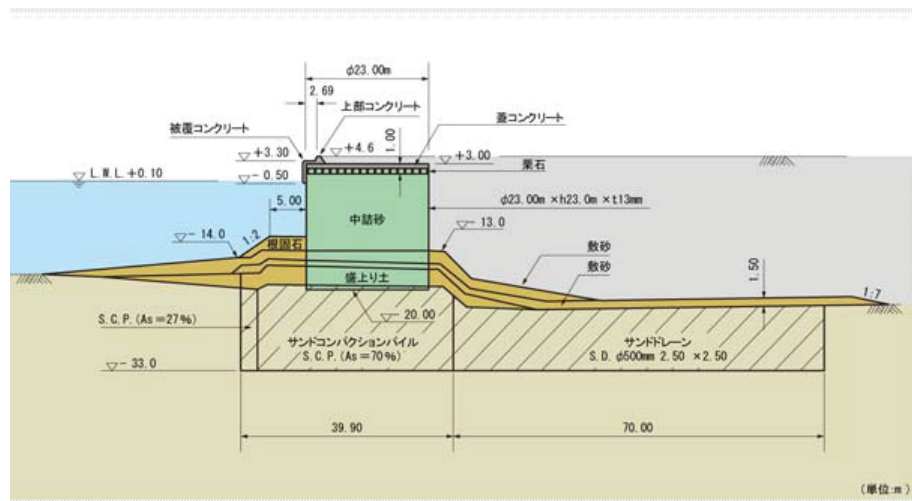 φ23.00m
2.69
上部コンクリート
被覆コンクリート
蓋コンクリート
1.00
▽+3.30
▽+4.6
▽+3.00
栗石
▽L.W.L.+0.10
▽-0.50
5.00
φ23.00m×h23.0m×t13mm
中詰砂
▽-14.0
1:2
根固石
▽-13.0
敷砂
盛上り土
敷砂
1.50
1:7
S.C.P.(As=27%)
▽-20.00
サンドコンパクションパイル
S.C.P.(As=70%)
サンドドレーン
S.D. φ500mm 2.50×2.50
▽-33.0
39.90
70.00
(単位:m)